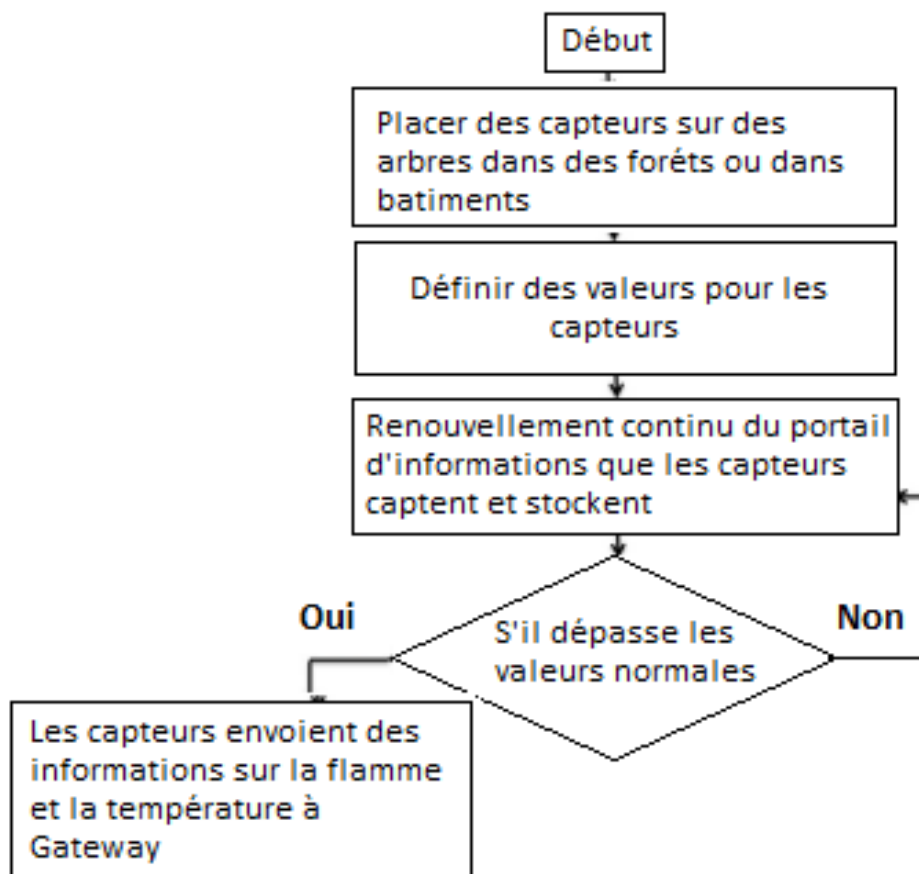 Début
Placer des capteurs sur des
arbres dans des foréts ou dans
batiments
Définir des valeurs pour les
capteurs
Renouvellement continu du portail
d'informations que les capteurs
captent et stockent
Oui
S'il dépasse les
valeurs normales
Non
Les capteurs envoient des
informations sur la flamme
et la température à
Gateway